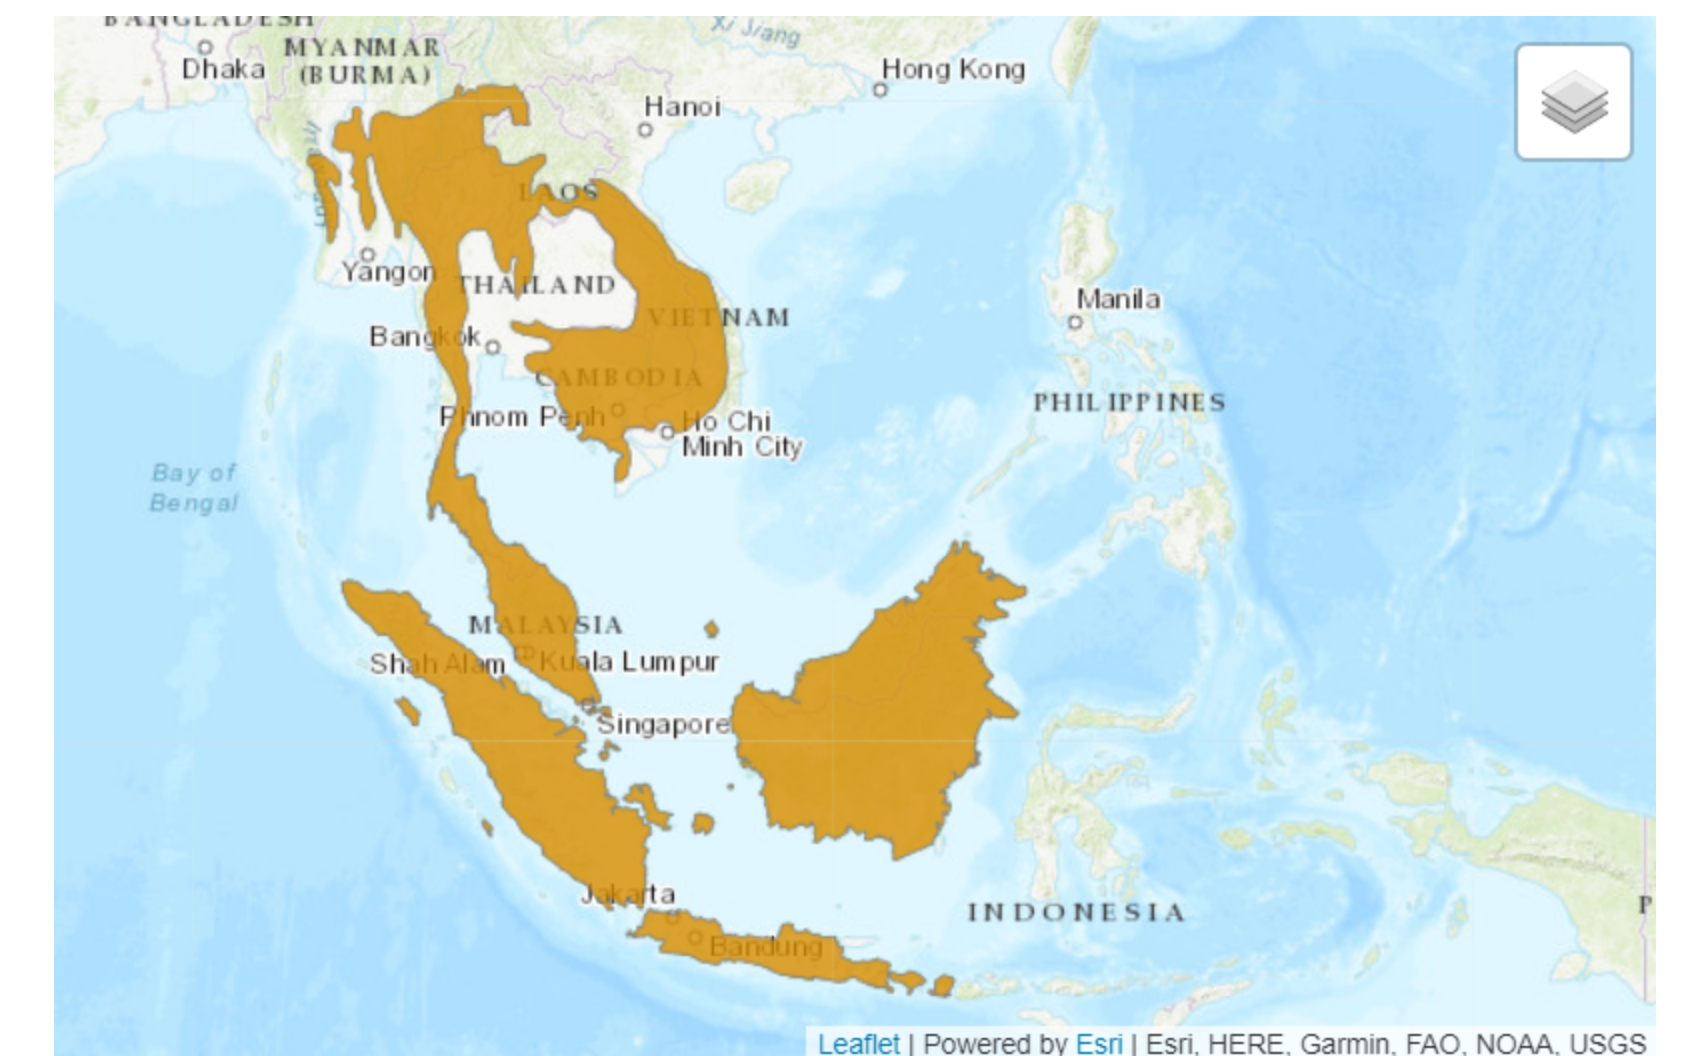 BANGLADESH
Xi Jiang
MYANMAR
(BURMA)
Dhaka
Hong Kong
Hanoi
LAOS
Yangon
THAILAND
Manila
VIETNAM
Bangkok
CAMBODIA
PHILIPPINES
Phnom Penh
Ho Chi
Minh City
Bay of
Bengal
MALAYSIA
Shah Alam
Kuala Lumpur
Singapore
Jakarta
INDONESIA
P
Bandung
Leaflet | Powered by Esri | Esri, HERE, Garmin, FAO, NOAA, USGS